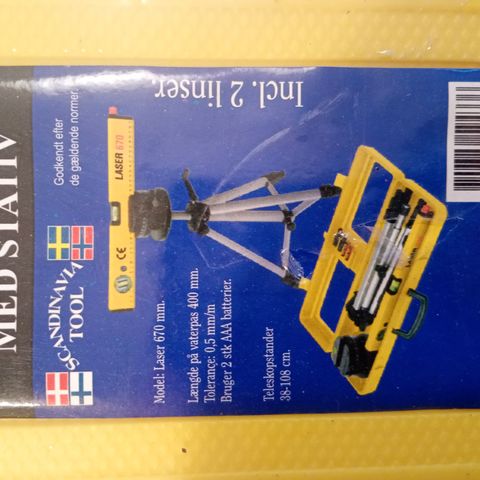 MED STATIV
SCANDINAVIA
TOOL
Godkendt efter
de gældende normer.
Incl. 2 linser.
LASER 670
CE
Model: Laser 670 mm.
Længde på vaterpas 400 mm.
Tolerance: 0,5 mm/m
Bruger 2 stk AAA batterier.
Teleskopstander
38-108 cm.